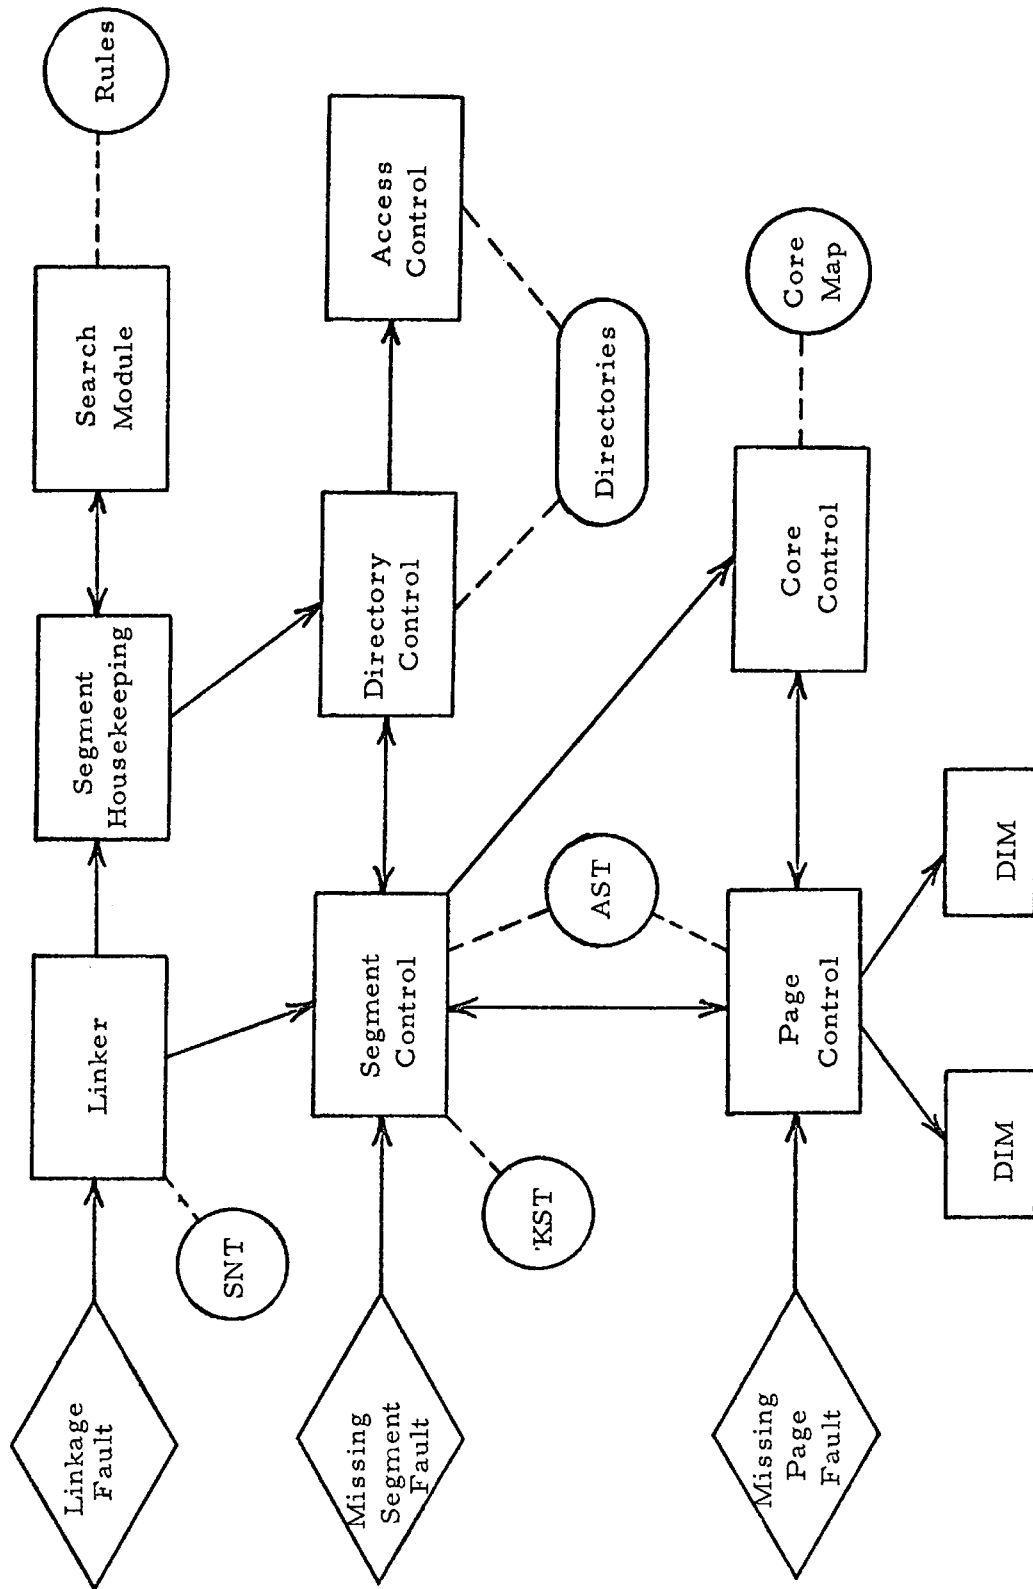 Linkage
Fault
Linker
Segment
Housekeeping
Search
Module
Rules
SNT
Missing
Segment
Fault
Segment
Control
Directory
Control
Access
Control
KST
AST
Directories
Missing
Page
Fault
Page
Control
Core
Control
Core
Map
DIM
DIM